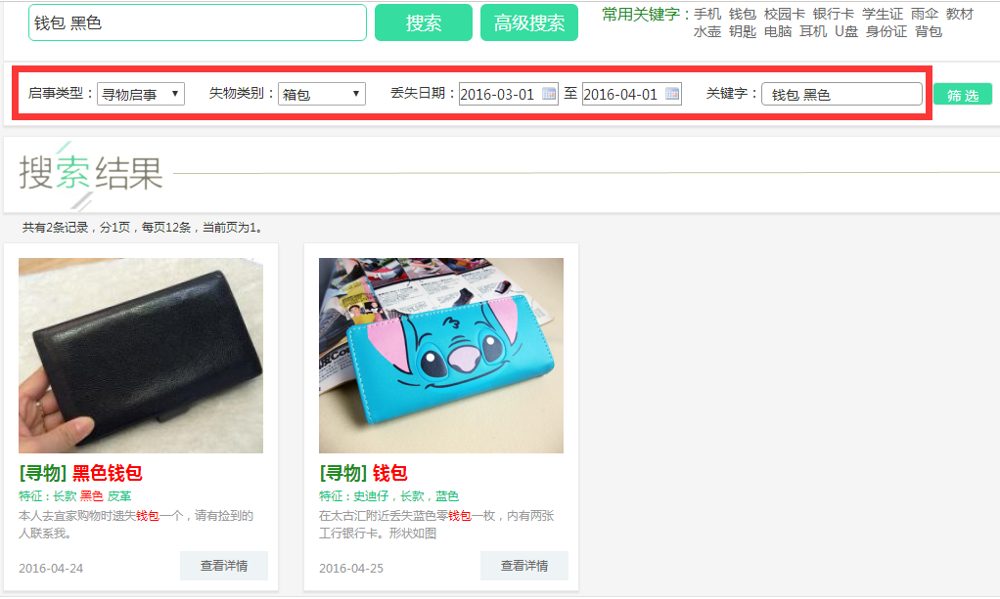 钱包 黑色 搜索 高级搜索 常用关键字：手机 钱包 校园卡 银行卡 学生证 雨伞 教材
水壶 钥匙 电脑 耳机 U盘 身份证 背包
启事类型：寻物启事 失物类别：箱包 丢失日期：2016-03-01 至 2016-04-01 关键字：钱包 黑色 筛 选
搜索结果
共有2条记录，分1页，每页12条，当前页为1。
[寻物] 黑色钱包
特征：长款 黑色 皮革
本人去宜家购物时遗失钱包一个，请有捡到的
人联系我。
2016-04-24 查看详情
[寻物] 钱包
特征：史迪仔，长款，蓝色
在太古汇附近丢失蓝色零钱包一枚，内有两张
工行银行卡。形状如图
2016-04-25 查看详情